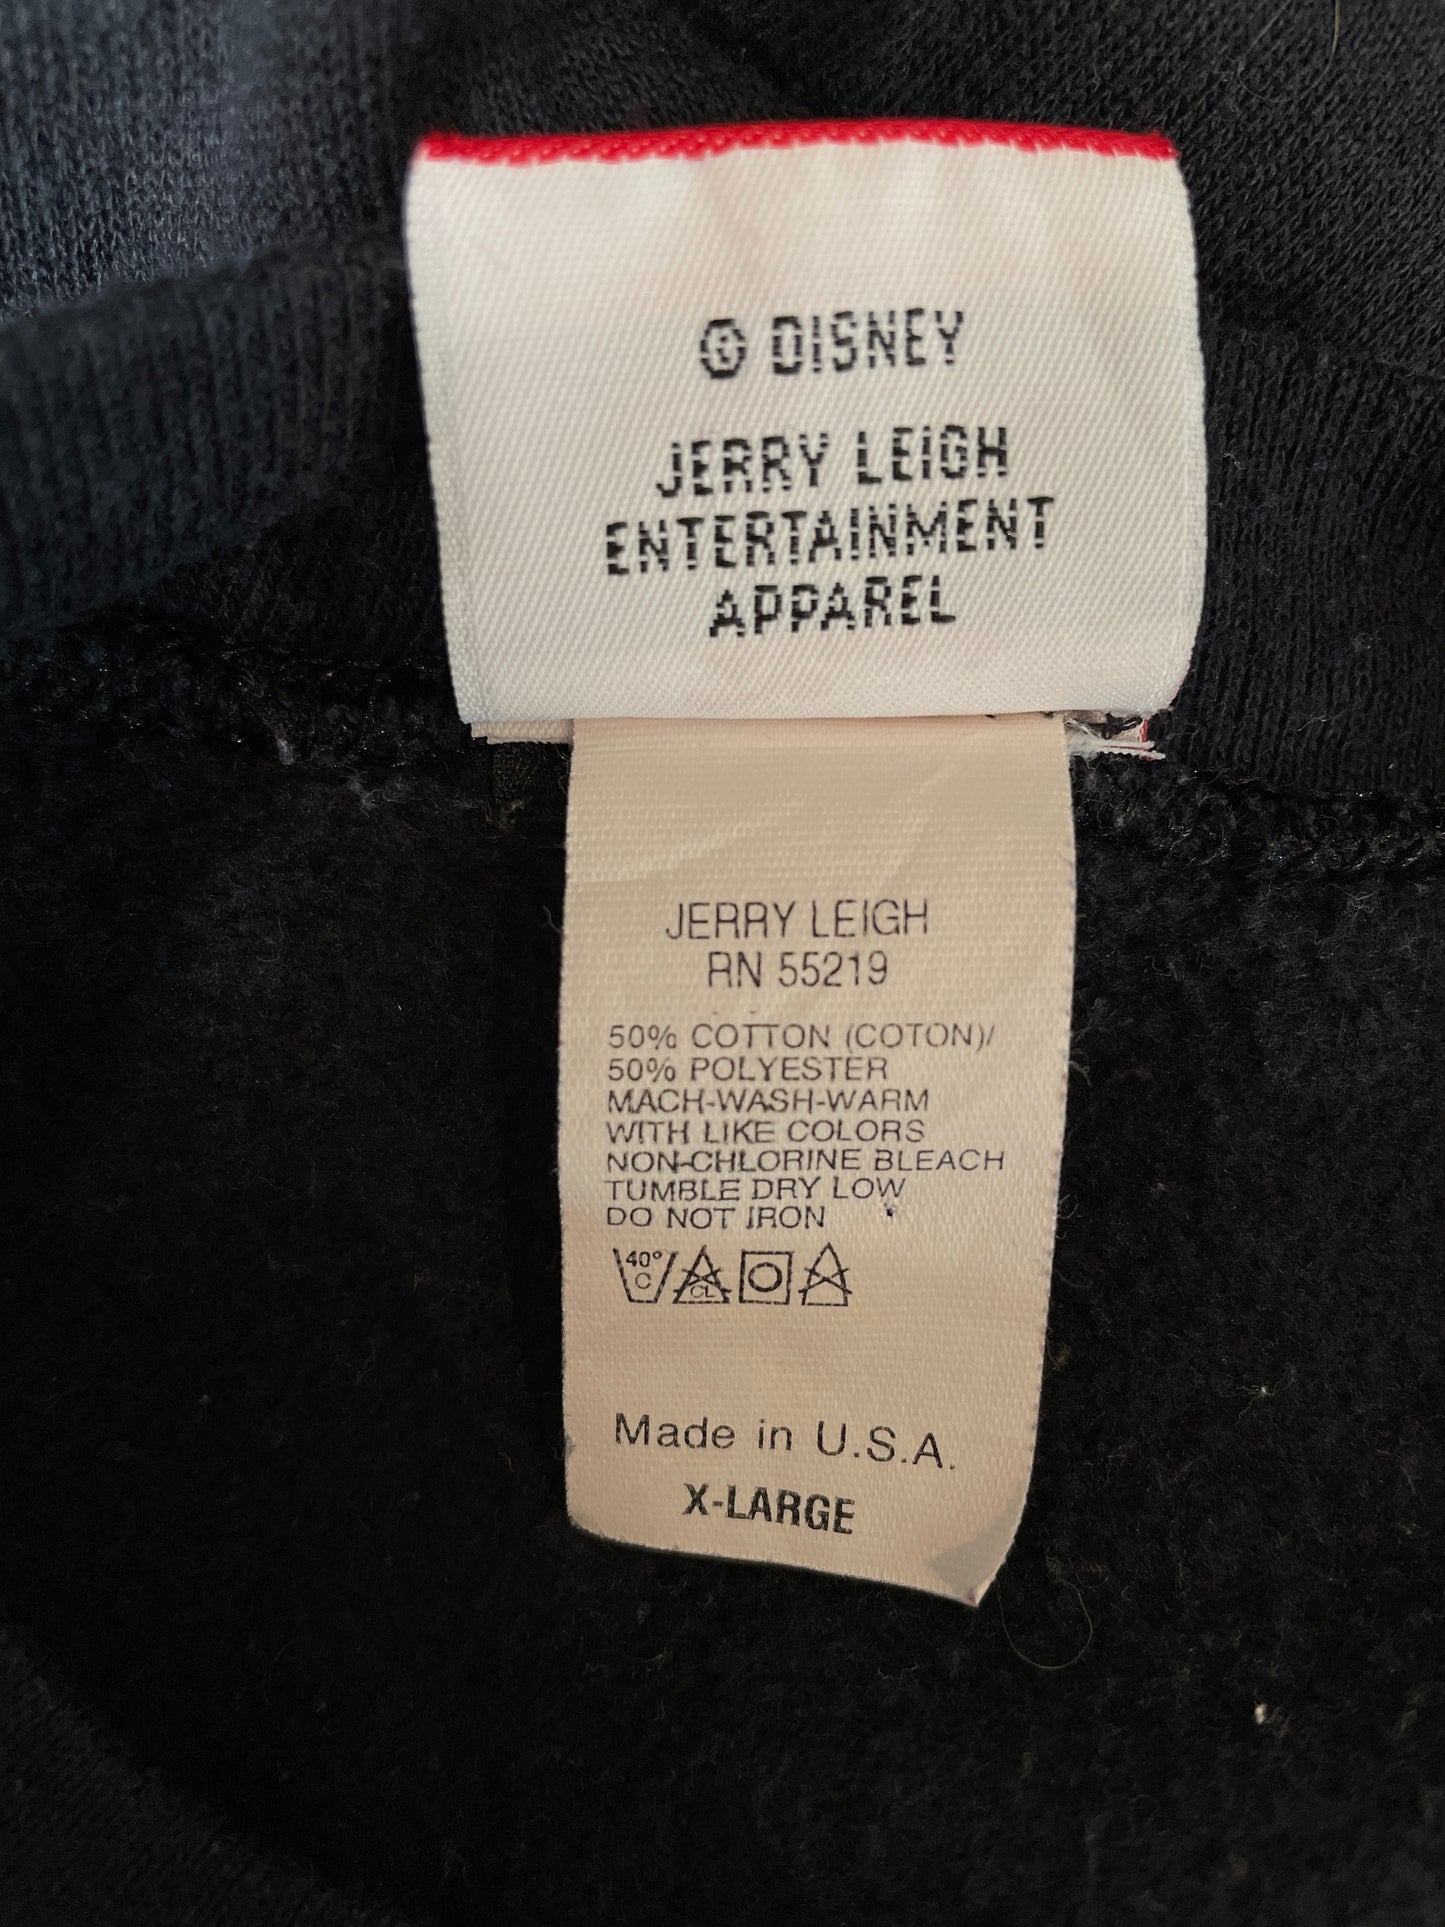 © DISNEY
JERRY LEIGH
ENTERTAINMENT
APPAREL
JERRY LEIGH
RN 55219
50% COTTON (COTON)/
50% POLYESTER
MACH-WASH-WARM
WITH LIKE COLORS
NON-CHLORINE BLEACH
TUMBLE DRY LOW
DO NOT IRON
40° C CL
Made in U.S.A.
X-LARGE